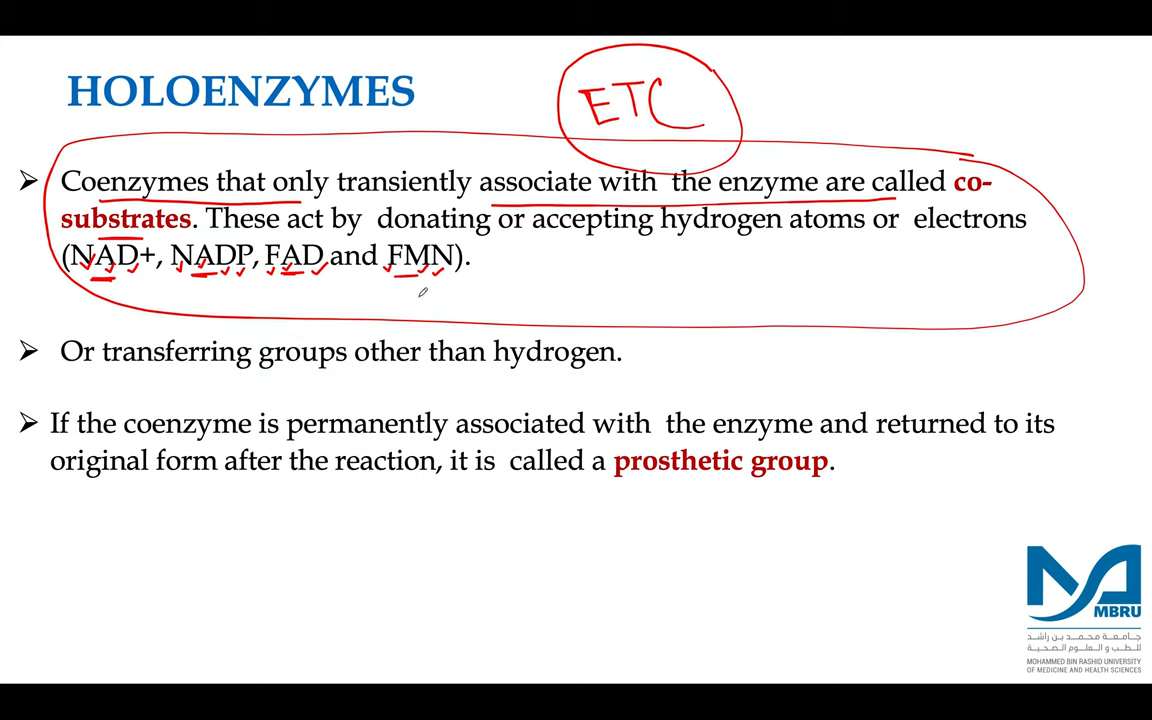 HOLOENZYMES
ETC
➢ Coenzymes that only transiently associate with the enzyme are called co-
substrates. These act by donating or accepting hydrogen atoms or electrons
(NAD+, NADP, FAD and FMN).
➢ Or transferring groups other than hydrogen.
➢ If the coenzyme is permanently associated with the enzyme and returned to its
original form after the reaction, it is called a prosthetic group.
MBRU
جامعة محمد بن راشد
للطب و العلوم الصحية
MOHAMMED BIN RASHID UNIVERSITY
OF MEDICINE AND HEALTH SCIENCES